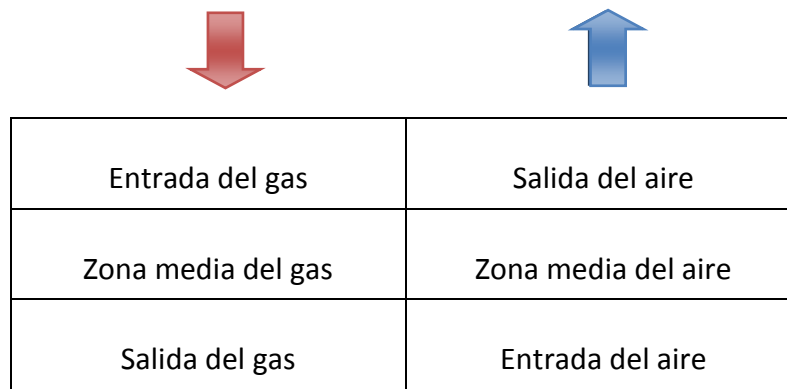 Entrada del gas
Salida del aire
Zona media del gas
Zona media del aire
Salida del gas
Entrada del aire